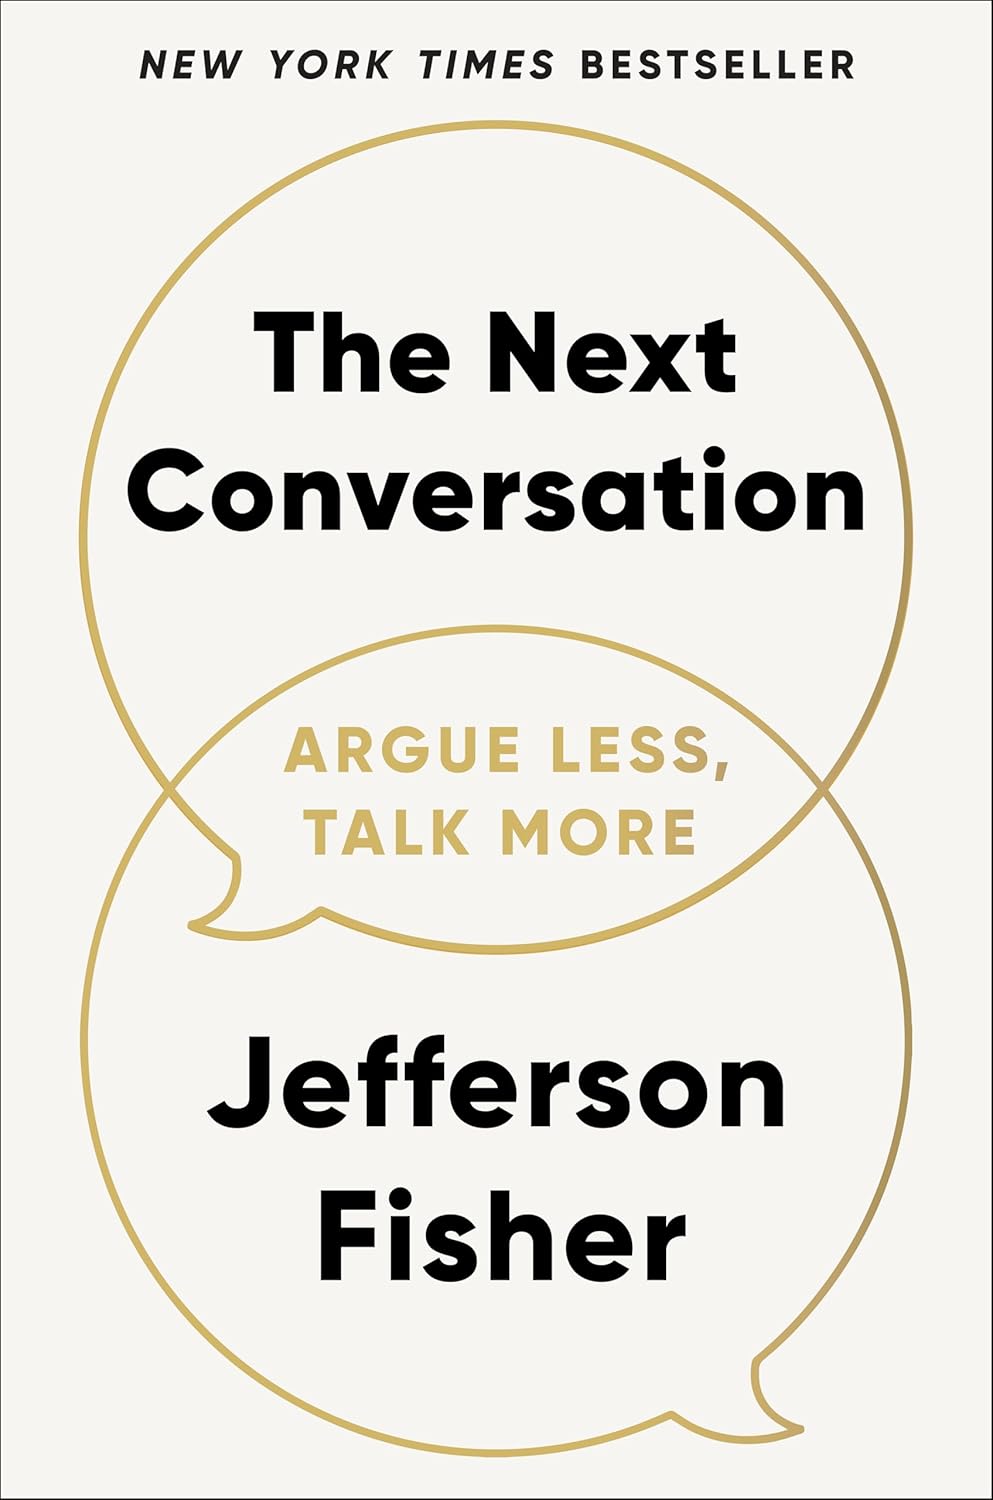 NEW YORK TIMES BESTSELLER
The Next
Conversation
ARGUE LESS,
TALK MORE
Jefferson
Fisher